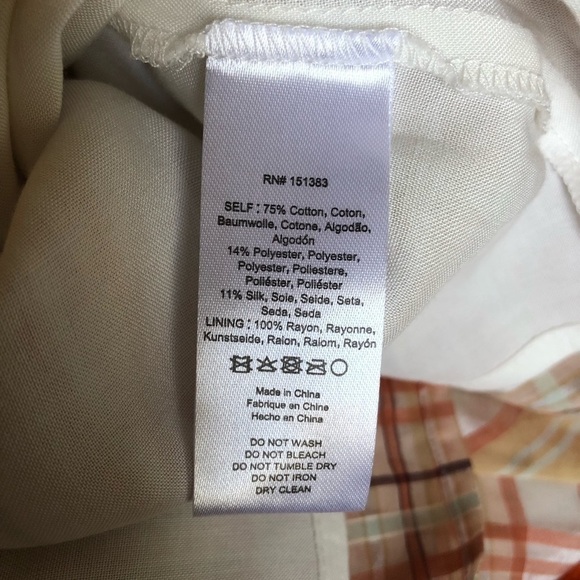 RN# 151383
SELF : 75% Cotton, Coton,
Baumwolle, Cotone, Algodão,
Algodón
14% Polyester, Polyester,
Polyester, Poliestere,
Poliéster, Poliéster
11% Silk, Soie, Seide, Seta,
Seda, Seda
LINING : 100% Rayon, Rayonne,
Kunstseide, Raion, Raiom, Rayón
Made in China
Fabrique en Chine
Hecho en China
DO NOT WASH
DO NOT BLEACH
DO NOT TUMBLE DRY
DO NOT IRON
DRY CLEAN